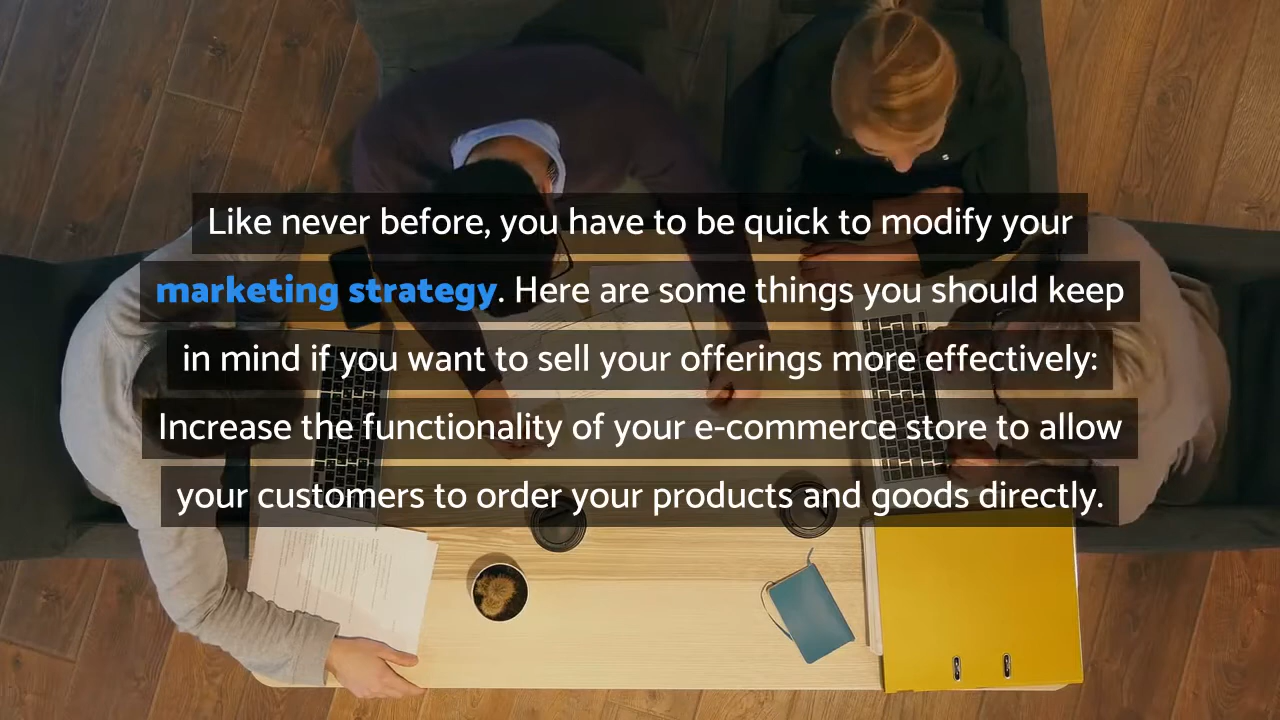 Like never before, you have to be quick to modify your
marketing strategy. Here are some things you should keep
in mind if you want to sell your offerings more effectively:
Increase the functionality of your e-commerce store to allow
your customers to order your products and goods directly.